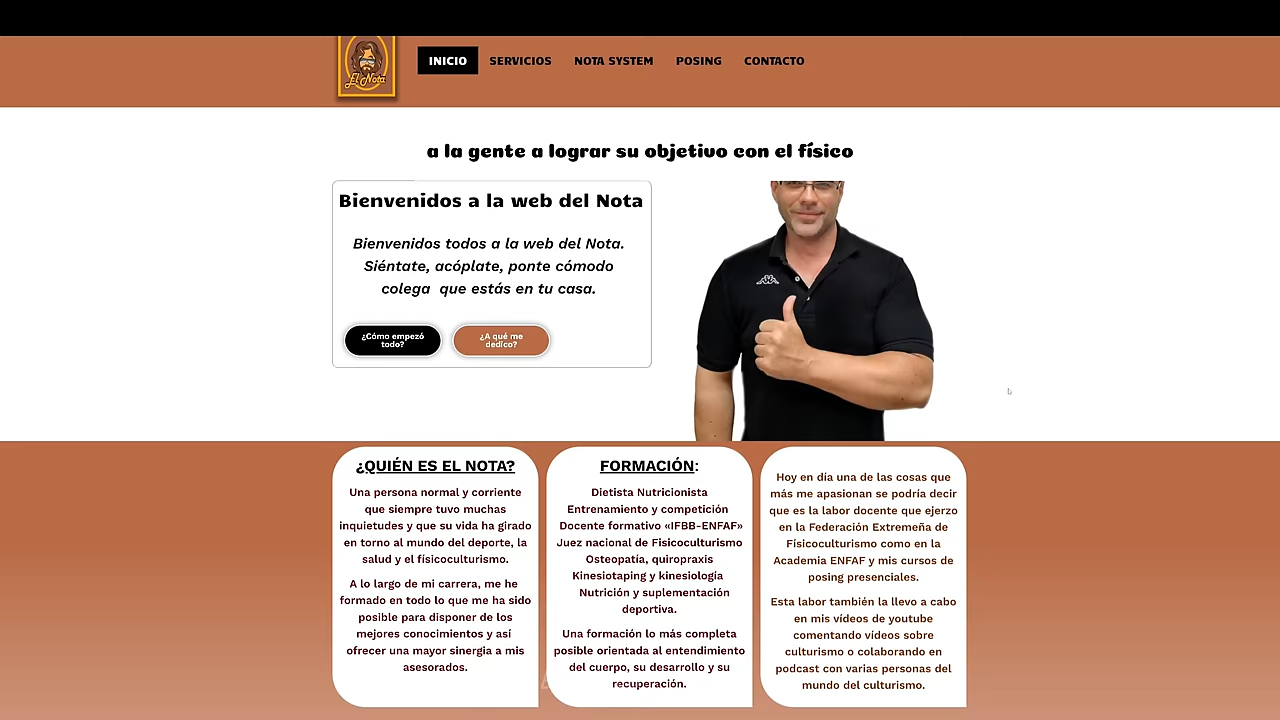 El Nota
INICIO
SERVICIOS
NOTA SYSTEM
POSING
CONTACTO
a la gente a lograr su objetivo con el físico
Bienvenidos a la web del Nota
Bienvenidos todos a la web del Nota.
Siéntate, acóplate, ponte cómodo
colega que estás en tu casa.
¿Cómo empezó
todo?
¿A qué me
dedico?
¿QUIÉN ES EL NOTA?
Una persona normal y corriente
que siempre tuvo muchas
inquietudes y que su vida ha girado
en torno al mundo del deporte, la
salud y el físicoculturismo.
A lo largo de mi carrera, me he
formado en todo lo que me ha sido
posible para disponer de los
mejores conocimientos y así
ofrecer una mayor sinergia a mis
asesorados.
FORMACIÓN:
Dietista Nutricionista
Entrenamiento y competición
Docente formativo «IFBB-ENFAF»
Juez nacional de Fisicoculturismo
Osteopatía, quiropraxis
Kinesiotaping y kinesiología
Nutrición y suplementación
deportiva.
Una formación lo más completa
posible orientada al entendimiento
del cuerpo, su desarrollo y su
recuperación.
Hoy en día una de las cosas que
más me apasionan se podría decir
que es la labor docente que ejerzo
en la Federación Extremeña de
Físicoculturismo como en la
Academia ENFAF y mis cursos de
posing presenciales.
Esta labor también la llevo a cabo
en mis vídeos de youtube
comentando vídeos sobre
culturismo o colaborando en
podcast con varias personas del
mundo del culturismo.